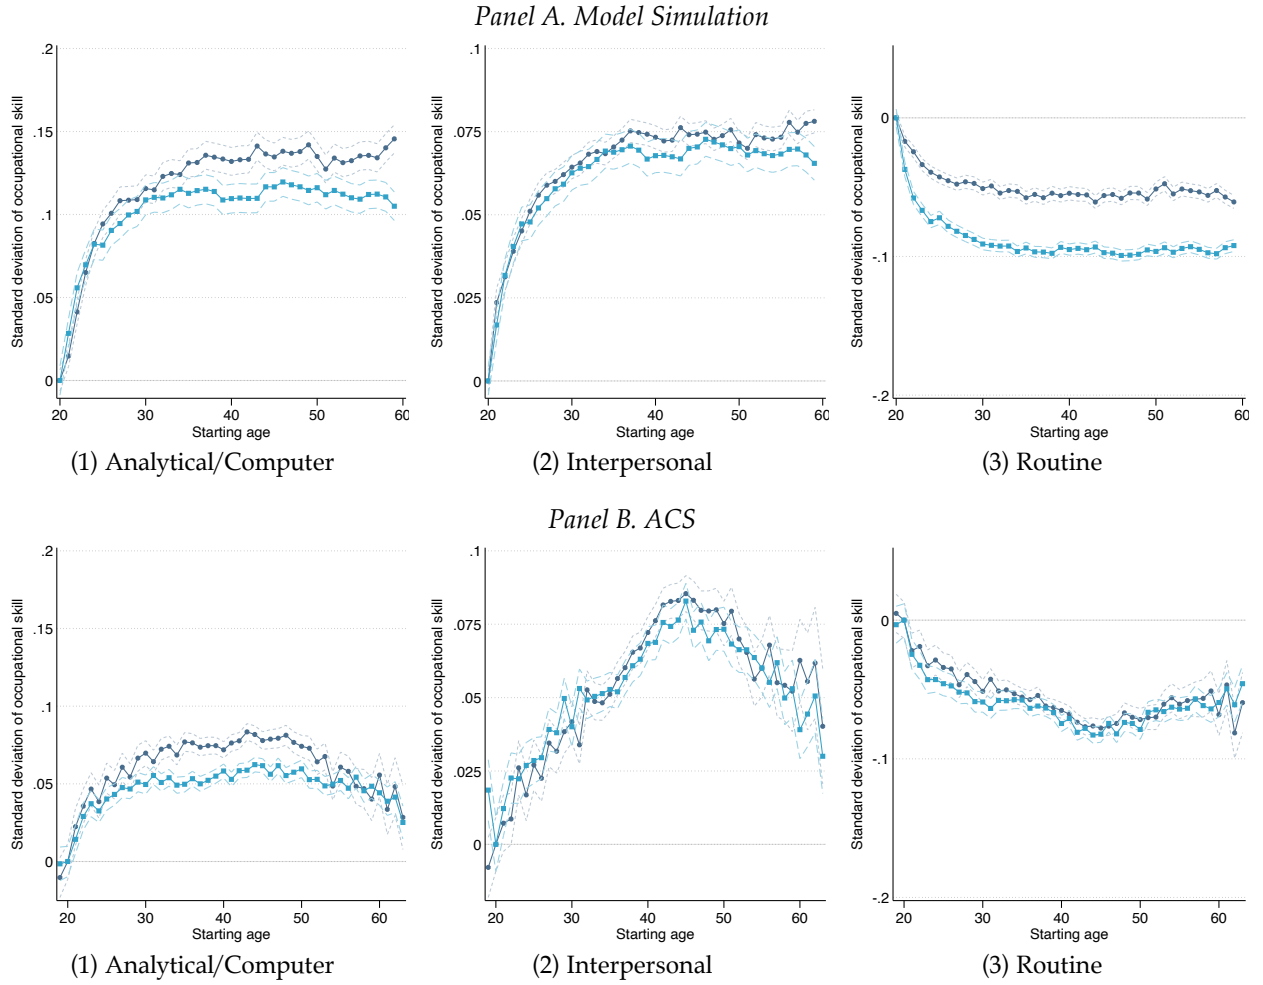 Panel A. Model Simulation
Standard deviation of occupational skill
.2
.15
.1
.05
0
20 30 40 50 60
Starting age
(1) Analytical/Computer
Standard deviation of occupational skill
.1
.075
.05
.025
0
20 30 40 50 60
Starting age
(2) Interpersonal
Standard deviation of occupational skill
0
-.1
-.2
20 30 40 50 60
Starting age
(3) Routine
Panel B. ACS
Standard deviation of occupational skill
.2
.15
.1
.05
0
20 30 40 50 60
Starting age
(1) Analytical/Computer
Standard deviation of occupational skill
.1
.075
.05
.025
0
20 30 40 50 60
Starting age
(2) Interpersonal
Standard deviation of occupational skill
0
-.1
-.2
20 30 40 50 60
Starting age
(3) Routine